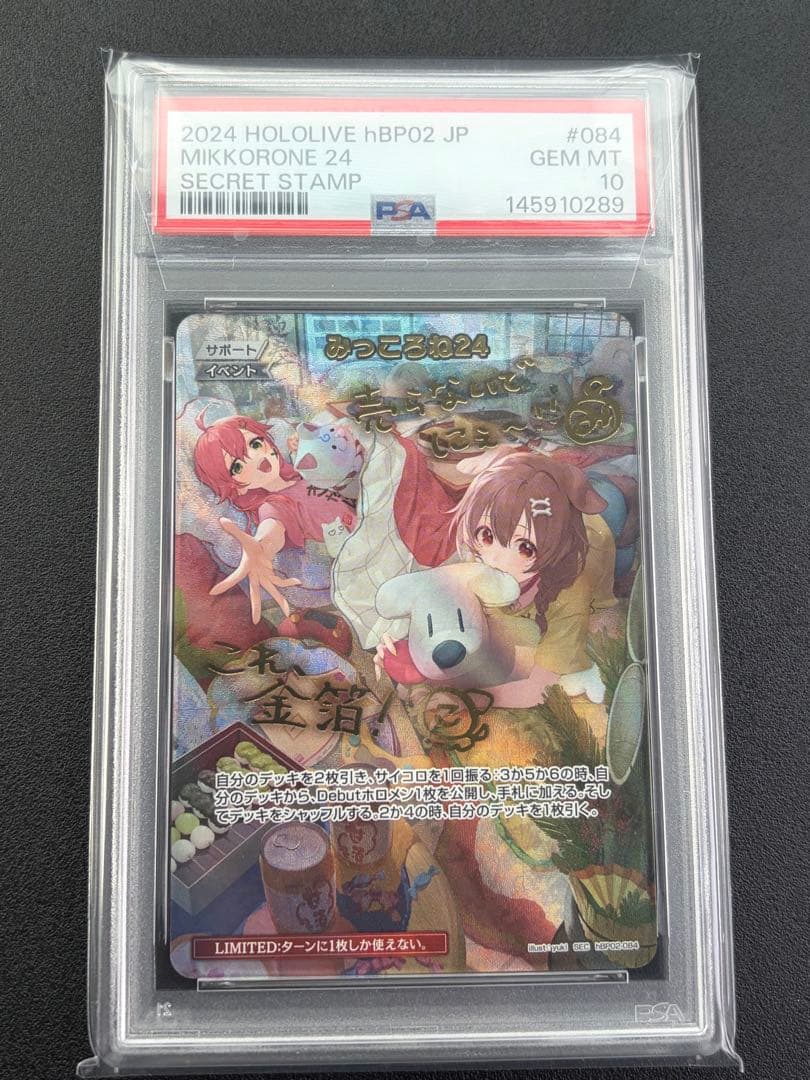 2024 HOLOLIVE hBP02 JP #084
MIKKORONE 24 GEM MT
SECRET STAMP 10
PSA 145910289
サポート
イベント
みっころね24
売らないで
にぇ〜
これ、
金箔!
自分のデッキを2枚引き、サイコロを1回振る:3か5か6の時、自
分のデッキから、Debutホロメン1枚を公開し、手札に加える。そし
てデッキをシャッフルする。2か4の時、自分のデッキを1枚引く。
LIMITED:ターンに1枚しか使えない。
illust:yuki SEC hBP02-084
PSA